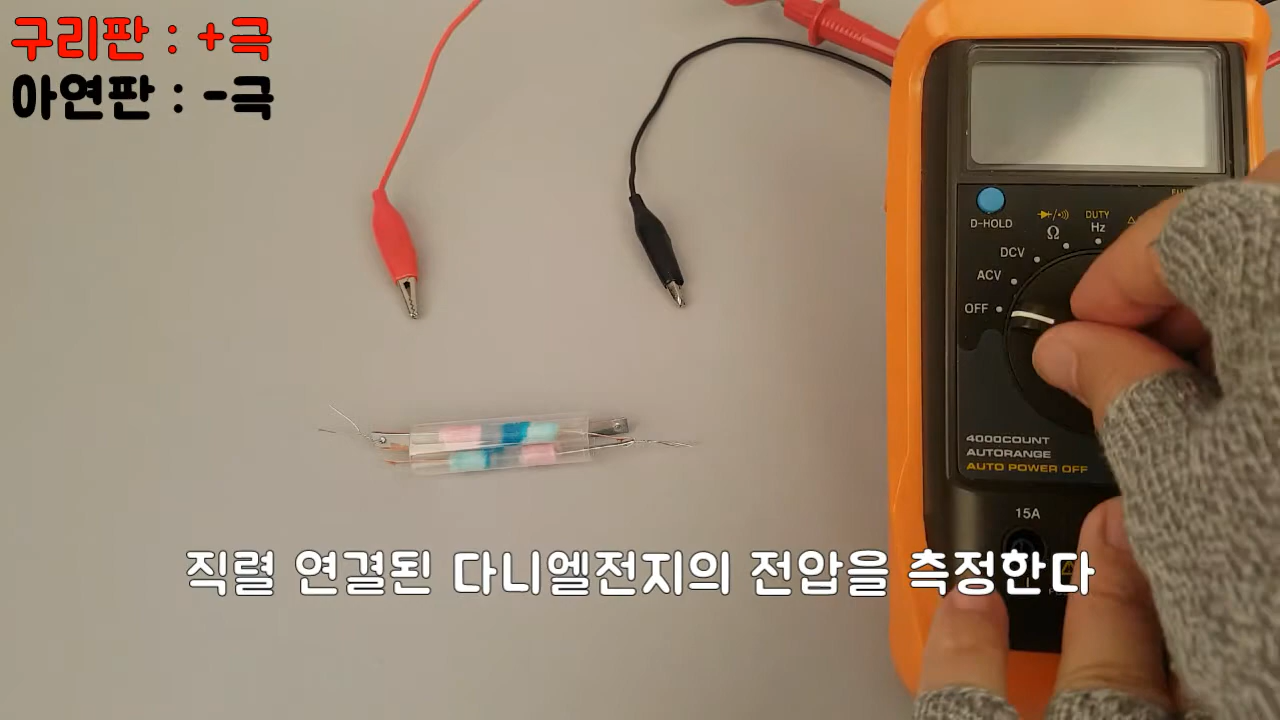 구리판 : +극
아연판 : -극
D-HOLD
DUTY
Hz
Ω
DCV
ACV
OFF
4000COUNT
AUTORANGE
AUTO POWER OFF
15A
직렬 연결된 다니엘전지의 전압을 측정한다